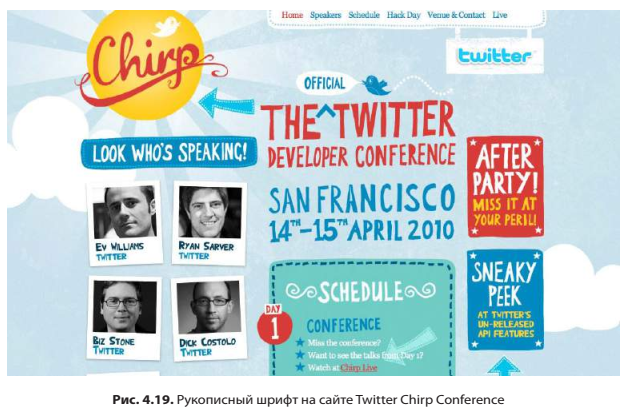 Home Speakers Schedule Hack Day Venue & Contact Live
Chirp
twitter
OFFICIAL
THE ^ TWITTER
DEVELOPER CONFERENCE
LOOK WHO'S SPEAKING!
SAN FRANCISCO
14TH-15TH APRIL 2010
AFTER
PARTY!
MISS IT AT
YOUR PERIL!
EV WILLIAMS
TWITTER
RYAN SARVER
TWITTER
BIZ STONE
TWITTER
DICK COSTOLO
TWITTER
SCHEDULE
DAY
1
CONFERENCE
Miss the conference?
Want to see the talks from Day 1?
Watch at Chirp Live
SNEAKY
PEEK
AT TWITTER'S
UN-RELEASED
API FEATURES
Рис. 4.19. Рукописный шрифт на сайте Twitter Chirp Conference